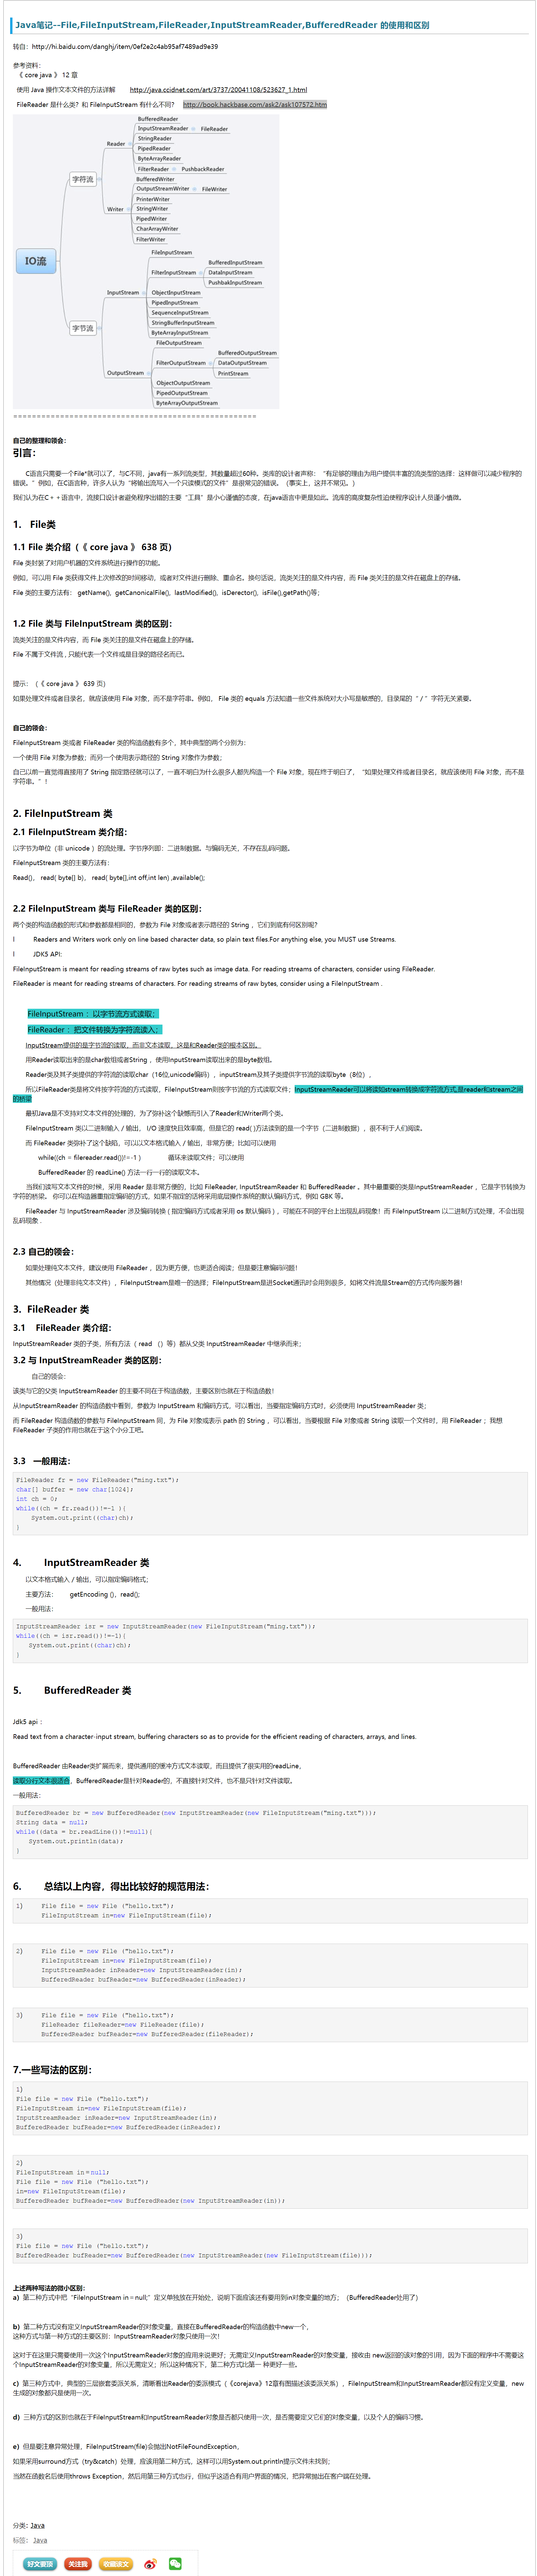 Java笔记--File,FileInputStream,FileReader,InputStreamReader,BufferedReader 的使用和区别
转自：http://hi.baidu.com/danghj/item/0ef2e2c4ab95af7489ad9e39
参考资料：
《 core java 》 12 章
使用 Java 操作文本文件的方法详解 http://java.ccidnet.com/art/3737/20041108/523627_1.html
FileReader 是什么类？和 FileInputStream 有什么不同？ http://book.hackbase.com/ask2/ask107572.htm
IO流
字符流
Reader
BufferedReader
InputStreamReader
FileReader
StringReader
PipedReader
ByteArrayReader
FilterReader
PushbackReader
Writer
BufferedWriter
OutputStreamWriter
FileWriter
PrinterWriter
StringWriter
PipedWriter
CharArrayWriter
FilterWriter
字节流
InputStream
FileInputStream
FilterInputStream
BufferedInputStream
DataInputStream
PushbakInputStream
ObjectInputStream
PipedInputStream
SequenceInputStream
StringBufferInputStream
ByteArrayInputStream
OutputStream
FileOutputStream
FilterOutputStream
BufferedOutputStream
DataOutputStream
PrintStream
ObjectOutputStream
PipedOutputStream
ByteArrayOutputStream
====================================================
自己的整理和领会：
引言：
C语言只需要一个File*就可以了，与C不同，java有一系列流类型，其数量超过60种。类库的设计者声称：“有足够的理由为用户提供丰富的流类型的选择：这样做可以减少程序的
错误。”例如，在C语言种，许多人认为“将输出流写入一个只读模式的文件”是很常见的错误。（事实上，这并不常见。）
我们认为在C＋＋语言中，流接口设计者避免程序出错的主要“工具”是小心谨慎的态度，在java语言中更是如此。流库的高度复杂性迫使程序设计人员谨小慎微。
1. File类
1.1 File 类介绍（《 core java 》 638 页）
File 类封装了对用户机器的文件系统进行操作的功能。
例如，可以用 File 类获得文件上次修改的时间移动， 或者对文件进行删除、重命名。换句话说，流类关注的是文件内容，而 File 类关注的是文件在磁盘上的存储。
File 类的主要方法有： getName()，getCanonicalFile()，lastModified()，isDerector()，isFile(),getPath()等；
1.2 File 类与 FileInputStream 类的区别：
流类关注的是文件内容，而 File 类关注的是文件在磁盘上的存储。
File 不属于文件流 , 只能代表一个文件或是目录的路径名而已。
提示：（《 core java 》 639 页）
如果处理文件或者目录名，就应该使用 File 对象，而不是字符串。例如， File 类的 equals 方法知道一些文件系统对大小写是敏感的，目录尾的“ / ”字符无关紧要。
自己的领会：
FileInputStream 类或者 FileReader 类的构造函数有多个，其中典型的两个分别为：
一个使用 File 对象为参数；而另一个使用表示路径的 String 对象作为参数；
自己以前一直觉得直接用了 String 指定路径就可以了，一直不明白为什么很多人都先构造一个 File 对象，现在终于明白了，“如果处理文件或者目录名，就应该使用 File 对象，而不是
字符串。”！
2. FileInputStream 类
2.1 FileInputStream 类介绍：
以字节为单位（非 unicode ）的流处理。字节序列即：二进制数据。与编码无关，不存在乱码问题。
FileInputStream 类的主要方法有：
Read()， read( byte[] b)， read( byte[],int off,int len) ,available();
2.2 FileInputStream 类与 FileReader 类的区别：
两个类的构造函数的形式和参数都是相同的，参数为 File 对象或者表示路径的 String ，它们到底有何区别呢？
l Readers and Writers work only on line based character data, so plain text files.For anything else, you MUST use Streams.
l JDK5 API:
FileInputStream is meant for reading streams of raw bytes such as image data. For reading streams of characters, consider using FileReader.
FileReader is meant for reading streams of characters. For reading streams of raw bytes, consider using a FileInputStream .
FileInputStream ：以字节流方式读取；
FileReader ：把文件转换为字符流读入；
InputStream提供的是字节流的读取，而非文本读取，这是和Reader类的根本区别。
用Reader读取出来的是char数组或者String ，使用InputStream读取出来的是byte数组。
Reader类及其子类提供的字符流的读取char（16位,unicode编码），inputStream及其子类提供字节流的读取byte（8位），
所以FileReader类是将文件按字符流的方式读取，FileInputStream则按字节流的方式读取文件；InputStreamReader可以将读如stream转换成字符流方式,是reader和stream之间
的桥梁
最初Java是不支持对文本文件的处理的，为了弥补这个缺憾而引入了Reader和Writer两个类。
FileInputStream 类以二进制输入 / 输出， I/O 速度快且效率高，但是它的 read( )方法读到的是一个字节（二进制数据），很不利于人们阅读。
而 FileReader 类弥补了这个缺陷，可以以文本格式输入 / 输出，非常方便；比如可以使用
while((ch = filereader.read())!=-1 ) 循环来读取文件；可以使用
BufferedReader 的 readLine() 方法一行一行的读取文本。
当我们读写文本文件的时候，采用 Reader 是非常方便的，比如 FileReader, InputStreamReader 和 BufferedReader 。其中最重要的类是InputStreamReader ，它是字节转换为
字符的桥梁。 你可以在构造器重指定编码的方式，如果不指定的话将采用底层操作系统的默认编码方式，例如 GBK 等。
FileReader 与 InputStreamReader 涉及编码转换 ( 指定编码方式或者采用 os 默认编码 ) ，可能在不同的平台上出现乱码现象！而 FileInputStream 以二进制方式处理，不会出现
乱码现象 .
2.3 自己的领会：
如果处理纯文本文件，建议使用 FileReader ，因为更方便，也更适合阅读；但是要注意编码问题！
其他情况（处理非纯文本文件），FileInputStream是唯一的选择；FileInputStream是进Socket通讯时会用到很多，如将文件流是Stream的方式传向服务器！
3. FileReader 类
3.1 FileReader 类介绍：
InputStreamReader 类的子类，所有方法（ read （）等）都从父类 InputStreamReader 中继承而来；
3.2 与 InputStreamReader 类的区别：
自己的领会：
该类与它的父类 InputStreamReader 的主要不同在于构造函数，主要区别也就在于构造函数！
从InputStreamReader 的构造函数中看到，参数为 InputStream 和编码方式，可以看出，当要指定编码方式时，必须使用 InputStreamReader 类；
而 FileReader 构造函数的参数与 FileInputStream 同，为 File 对象或表示 path 的 String ，可以看出，当要根据 File 对象或者 String 读取一个文件时，用 FileReader ；我想
FileReader 子类的作用也就在于这个小分工吧。
3.3 一般用法：
FileReader fr = new FileReader("ming.txt");
char[] buffer = new char[1024];
int ch = 0;
while((ch = fr.read())!=-1 ){
System.out.print((char)ch);
}
4. InputStreamReader 类
以文本格式输入 / 输出，可以指定编码格式；
主要方法： getEncoding ()，read();
一般用法：
InputStreamReader isr = new InputStreamReader(new FileInputStream("ming.txt"));
while((ch = isr.read())!=-1){
System.out.print((char)ch);
}
5. BufferedReader 类
Jdk5 api ：
Read text from a character-input stream, buffering characters so as to provide for the efficient reading of characters, arrays, and lines.
BufferedReader 由Reader类扩展而来，提供通用的缓冲方式文本读取，而且提供了很实用的readLine，
读取分行文本很适合，BufferedReader是针对Reader的，不直接针对文件，也不是只针对文件读取。
一般用法：
BufferedReader br = new BufferedReader(new InputStreamReader(new FileInputStream("ming.txt")));
String data = null;
while((data = br.readLine())!=null){
System.out.println(data);
}
6. 总结以上内容，得出比较好的规范用法：
1) File file = new File ("hello.txt");
FileInputStream in=new FileInputStream(file);
2) File file = new File ("hello.txt");
FileInputStream in=new FileInputStream(file);
InputStreamReader inReader=new InputStreamReader(in);
BufferedReader bufReader=new BufferedReader(inReader);
3) File file = new File ("hello.txt");
FileReader fileReader=new FileReader(file);
BufferedReader bufReader=new BufferedReader(fileReader);
7.一些写法的区别：
1)
File file = new File ("hello.txt");
FileInputStream in=new FileInputStream(file);
InputStreamReader inReader=new InputStreamReader(in);
BufferedReader bufReader=new BufferedReader(inReader);
2)
FileInputStream in＝null;
File file = new File ("hello.txt");
in=new FileInputStream(file);
BufferedReader bufReader=new BufferedReader(new InputStreamReader(in));
3)
File file = new File ("hello.txt");
BufferedReader bufReader=new BufferedReader(new InputStreamReader(new FileInputStream(file)));
上述两种写法的微小区别：
a) 第二种方式中把“FileInputStream in＝null;”定义单独放在开始处，说明下面应该还有要用到in对象变量的地方；（BufferedReader处用了）
b) 第二种方式没有定义InputStreamReader的对象变量，直接在BufferedReader的构造函数中new一个，
这种方式与第一种方式的主要区别：InputStreamReader对象只使用一次！
这对于在这里只需要使用一次这个InputStreamReader对象的应用来说更好；无需定义InputStreamReader的对象变量，接收由 new返回的该对象的引用，因为下面的程序中不需要这
个InputStreamReader的对象变量，所以无需定义；所以这种情况下，第二种方式比第一 种更好一些。
c) 第三种方式中，典型的三层嵌套委派关系，清晰看出Reader的委派模式（《corejava》12章有图描述该委派关系），FileInputStream和InputStreamReader都没有定义变量，new
生成的对象都只是使用一次。
d) 三种方式的区别也就在于FileInputStream和InputStreamReader对象是否都只使用一次，是否需要定义它们的对象变量，以及个人的编码习惯。
e) 但是要注意异常处理，FileInputStream(file)会抛出NotFileFoundException，
如果采用surround方式（try&catch）处理，应该用第二种方式，这样可以用System.out.println提示文件未找到；
当然在函数名后使用throws Exception，然后用第三种方式也行，但似乎这适合有用户界面的情况，把异常抛出在客户端在处理。
分类：Java
标签： Java
好文要顶 关注我 收藏该文